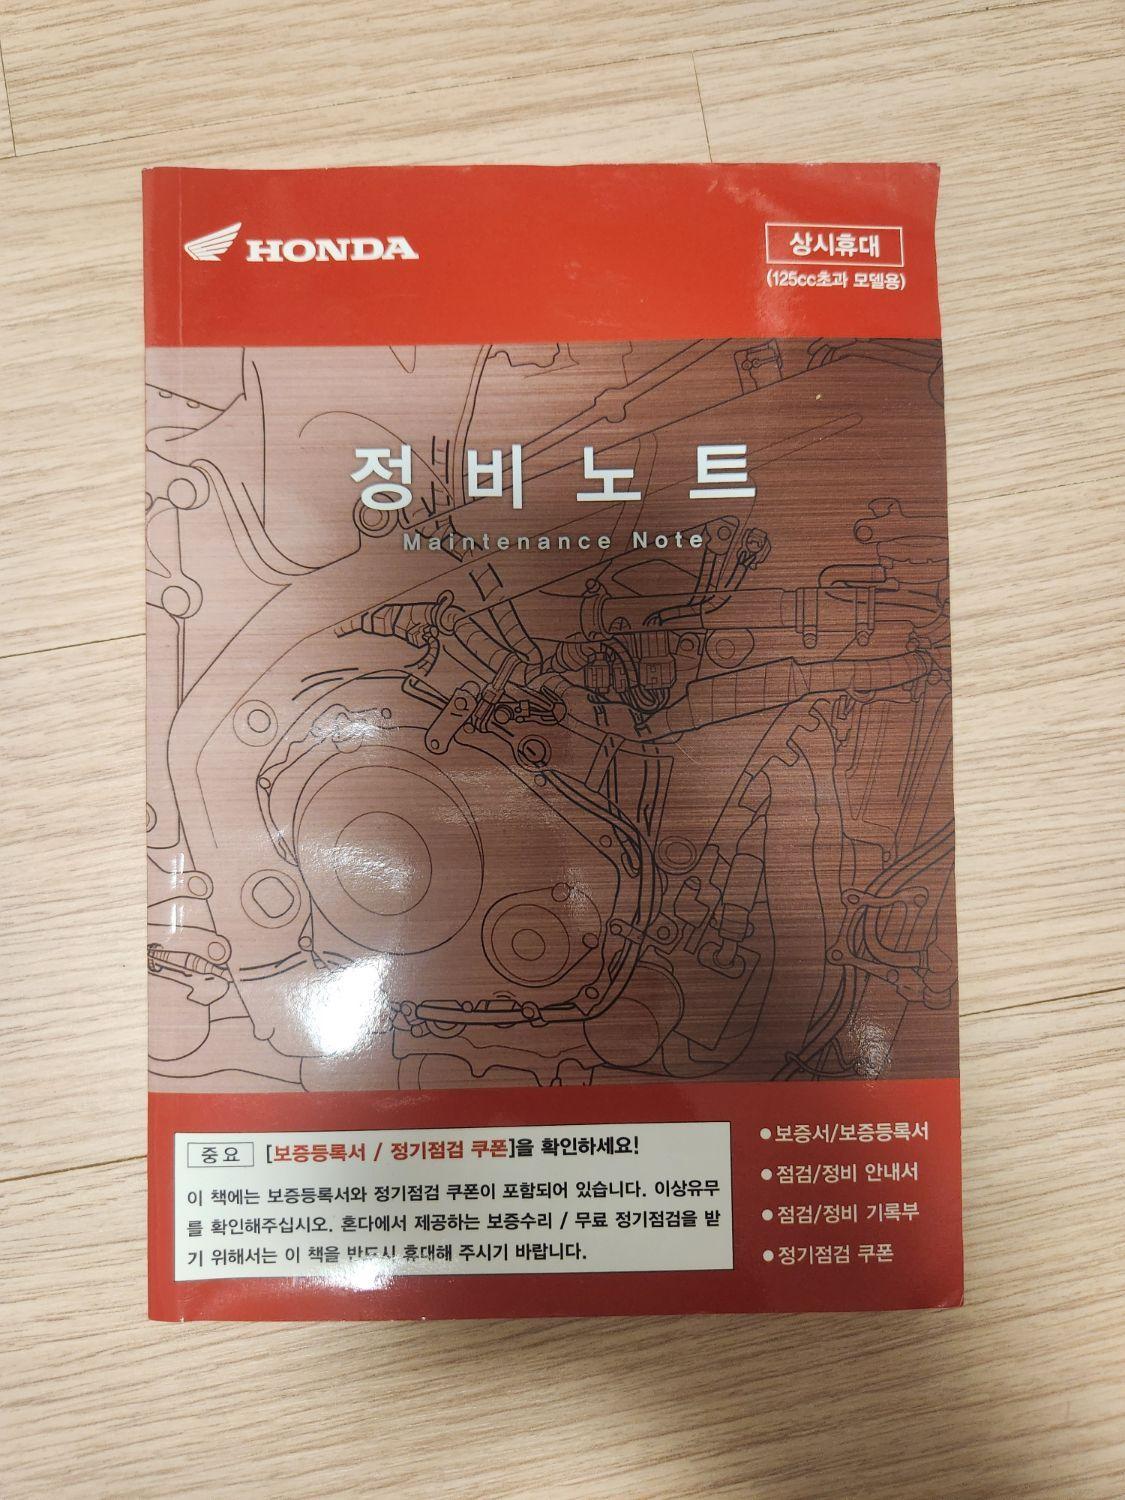 HONDA
상시휴대
(125cc초과 모델용)
정비노트
Maintenance Note
중요 [보증등록서 / 정기점검 쿠폰]을 확인하세요!
이 책에는 보증등록서와 정기점검 쿠폰이 포함되어 있습니다. 이상유무
를 확인해주십시오. 혼다에서 제공하는 보증수리 / 무료 정기점검을 받
기 위해서는 이 책을 반드시 휴대해 주시기 바랍니다.
●보증서/보증등록서
●점검/정비 안내서
●점검/정비 기록부
●정기점검 쿠폰